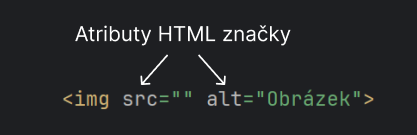 Atributy HTML značky
<img src="" alt="Obrázek">